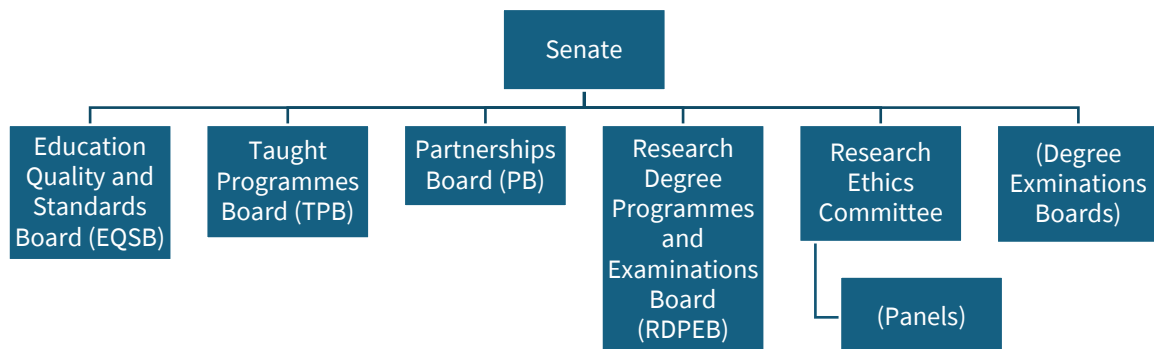 Senate
Education
Quality and
Standards
Board (EQSB)
Taught
Programmes
Board (TPB)
Partnerships
Board (PB)
Research
Degree
Programmes
and
Examinations
Board
(RDPEB)
Research
Ethics
Committee
(Degree
Exminations
Boards)
(Panels)